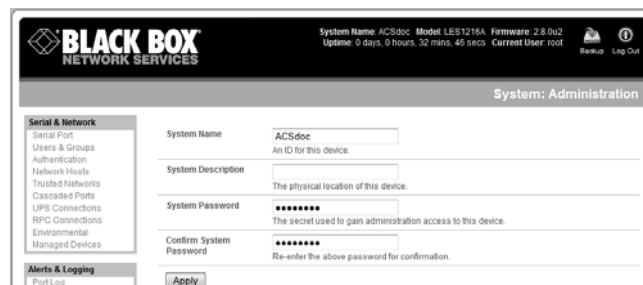 BLACK BOX
NETWORK SERVICES
System Name: ACSdoc Model: LES1216A Firmware: 2.8.0u2
Uptime: 0 days, 0 hours, 32 mins, 46 secs Current User: root
Backup Log Out
System: Administration
Serial & Network
Serial Port
Users & Groups
Authentication
Network Hosts
Trusted Networks
Cascaded Ports
UPS Connections
RPC Connections
Environmental
Managed Devices
Alerts & Logging
Port Log
System Name
ACSdoc
An ID for this device.
System Description
The physical location of this device.
System Password
••••••••
The secret used to gain administration access to this device.
Confirm System
Password
••••••••
Re-enter the above password for confirmation.
Apply